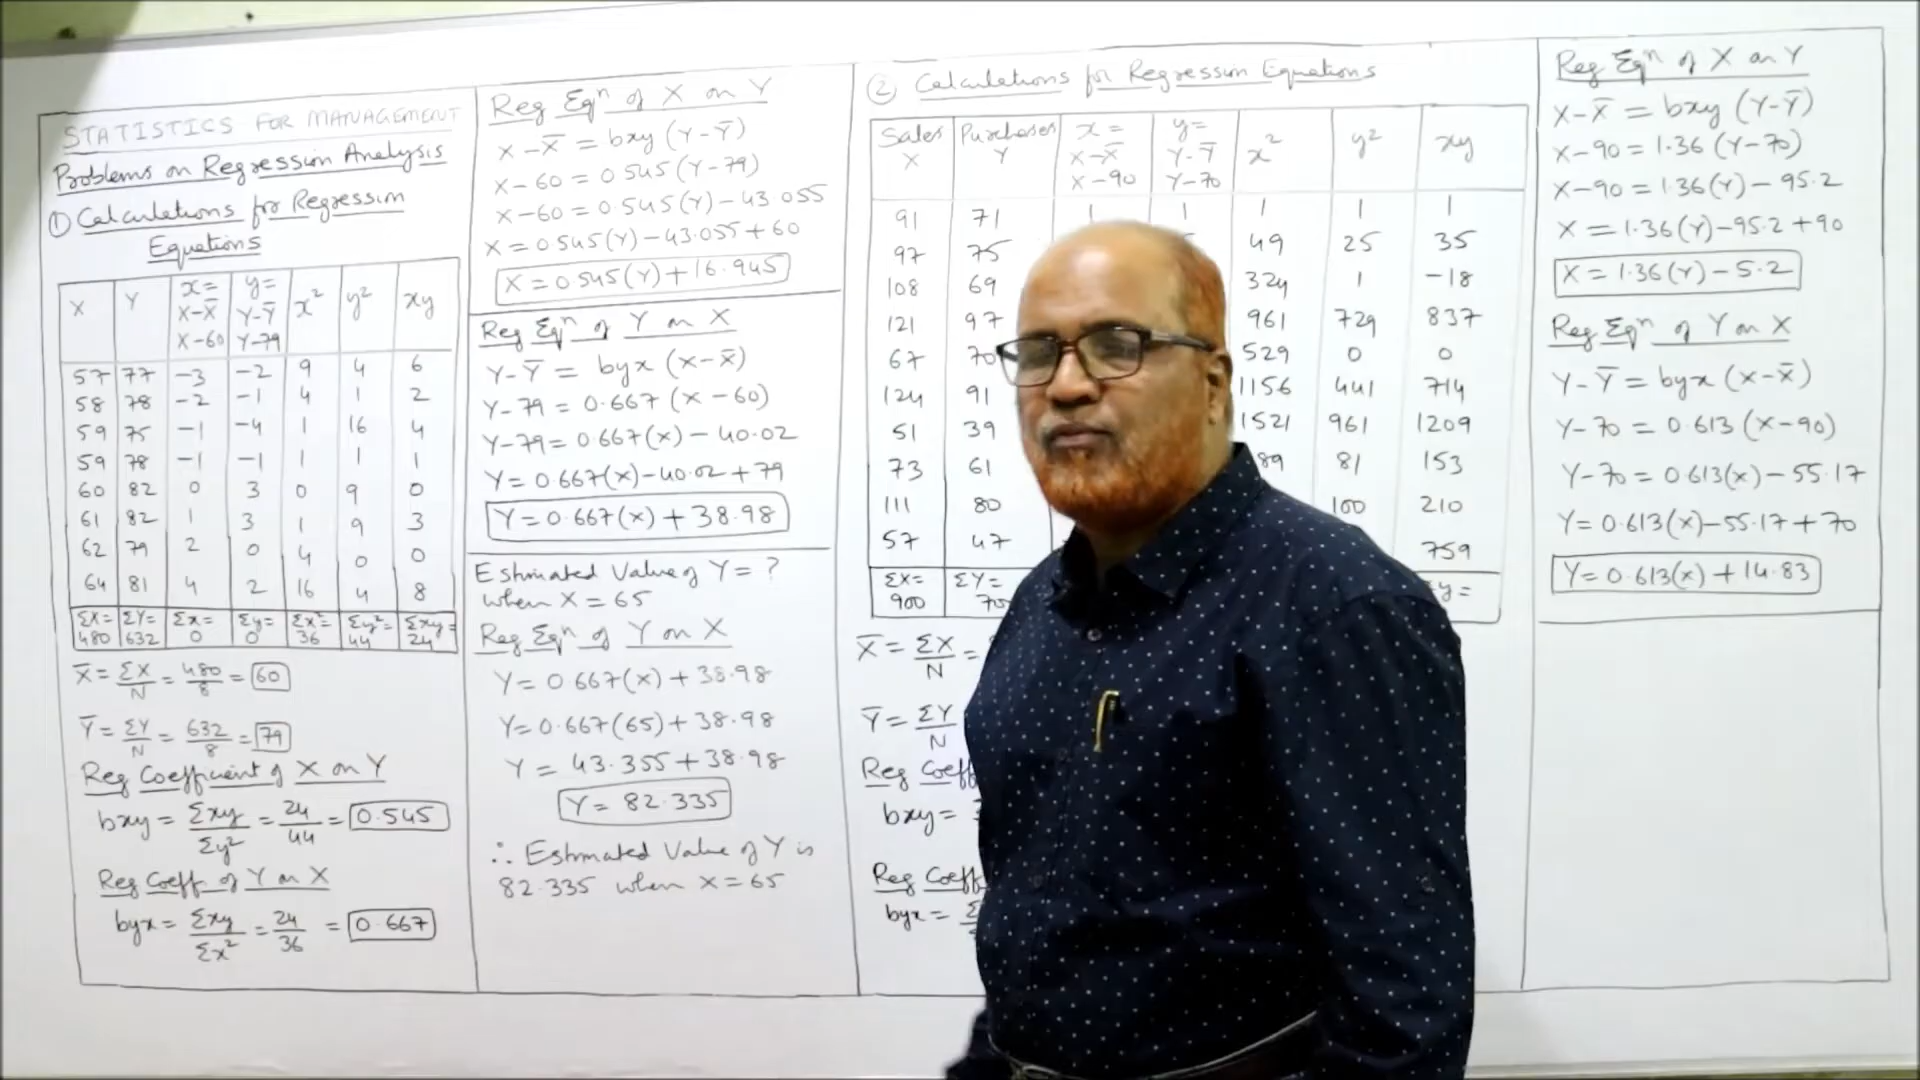 STATISTICS FOR MANAGEMENT
Problems on Regression Analysis
① Calculations for Regression
Equations
X Y x= X-X̄ X-60 y= Y-Ȳ Y-79 x² y² xy
57 77 -3 -2 9 4 6
58 78 -2 -1 4 1 2
59 75 -1 -4 1 16 4
59 78 -1 -1 1 1 1
60 82 0 3 0 9 0
61 82 1 3 1 9 3
62 79 2 0 4 0 0
64 81 4 2 16 4 8
ΣX= 480 ΣY= 632 Σx= 0 Σy= 0 Σx²= 36 Σy²= 44 Σxy= 24
X̄ = ΣX/N = 480/8 = 60
Ȳ = ΣY/N = 632/8 = 79
Reg Coefficient of X on Y
bxy = Σxy/Σy² = 24/44 = 0.545
Reg Coeff. of Y on X
byx = Σxy/Σx² = 24/36 = 0.667
Reg Eqⁿ of X on Y
X-X̄ = bxy (Y-Ȳ)
X-60 = 0.545 (Y-79)
X-60 = 0.545(Y) - 43.055
X = 0.545(Y) - 43.055 + 60
X = 0.545(Y) + 16.945
Reg Eqⁿ of Y on X
Y-Ȳ = byx (X-X̄)
Y-79 = 0.667 (X-60)
Y-79 = 0.667(X) - 40.02
Y = 0.667(X) - 40.02 + 79
Y = 0.667(X) + 38.98
Estimated Value of Y = ?
when X = 65
Reg Eqⁿ of Y on X
Y = 0.667(X) + 38.98
Y = 0.667(65) + 38.98
Y = 43.355 + 38.98
Y = 82.335
∴ Estimated Value of Y is
82.335 when X = 65
② Calculations for Regression Equations
Sales X Purchases Y x= X-X̄ X-90 y= Y-Ȳ Y-70 x² y² xy
91 71 1 1 1 1 1
97 75 49 25 35
108 69 324 1 -18
121 97 961 729 837
67 70 529 0 0
124 91 1156 441 714
51 39 1521 961 1209
73 61 89 81 153
111 80 100 210
57 47 759
ΣX= 900 ΣY= 70 y=
X̄ = ΣX/N =
Ȳ = ΣY/N
Reg Coeff
bxy =
Reg Coeff
byx = Σ
Reg Eqⁿ of X on Y
X-X̄ = bxy (Y-Ȳ)
X-90 = 1.36 (Y-70)
X-90 = 1.36(Y) - 95.2
X = 1.36(Y) - 95.2 + 90
X = 1.36(Y) - 5.2
Reg Eqⁿ of Y on X
Y-Ȳ = byx (X-X̄)
Y-70 = 0.613 (X-90)
Y-70 = 0.613(X) - 55.17
Y = 0.613(X) - 55.17 + 70
Y = 0.613(X) + 14.83